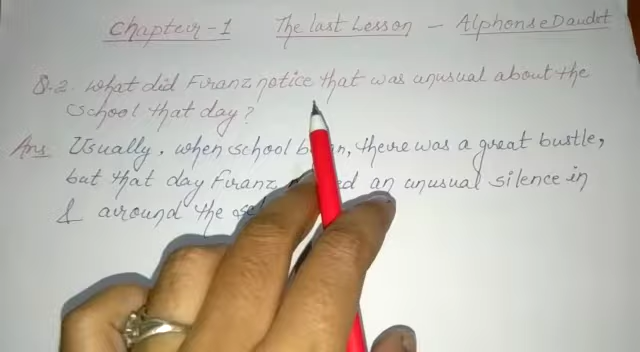 Chapter-1 The Last Lesson - Alphonse Daudet
Q.2. What did Franz notice that was unusual about the
school that day?
Ans Usually, when school, there was a great bustle,
but that day Franz an unusual silence in
& around the